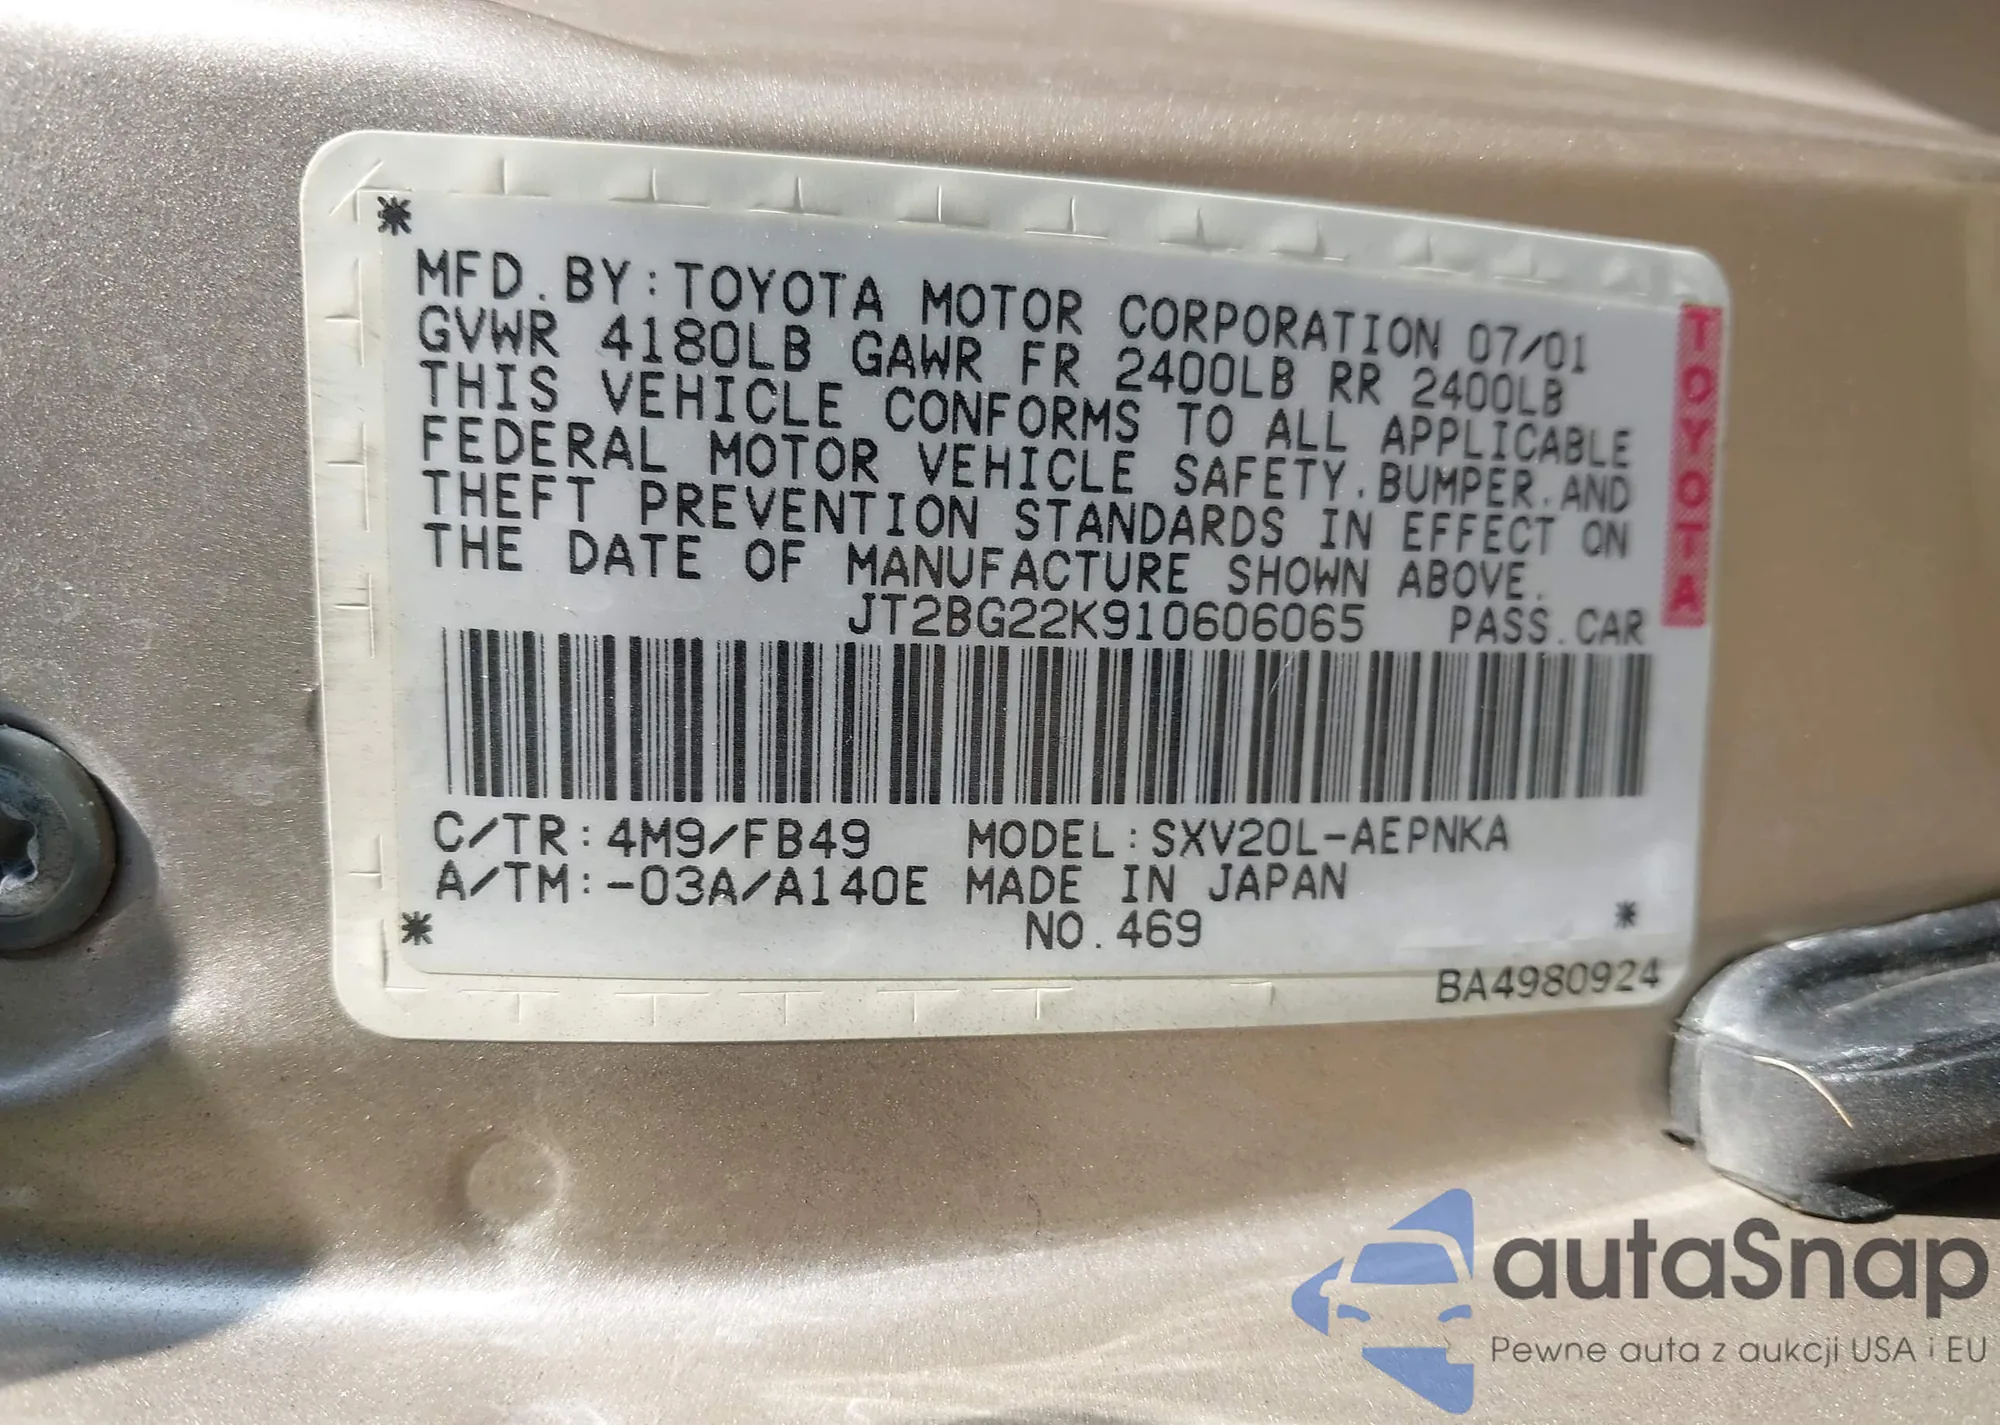 *
MFD.BY:TOYOTA MOTOR CORPORATION 07/01
GVWR 4180LB GAWR FR 2400LB RR 2400LB
THIS VEHICLE CONFORMS TO ALL APPLICABLE
FEDERAL MOTOR VEHICLE SAFETY.BUMPER.AND
THEFT PREVENTION STANDARDS IN EFFECT ON
THE DATE OF MANUFACTURE SHOWN ABOVE.
JT2BG22K910606065 PASS.CAR
TOYOTA
C/TR:4M9/FB49 MODEL:SXV20L-AEPNKA
A/TM:-03A/A140E MADE IN JAPAN
* NO.469 *
BA4980924
autaSnap
Pewne auta z aukcji USA i EU